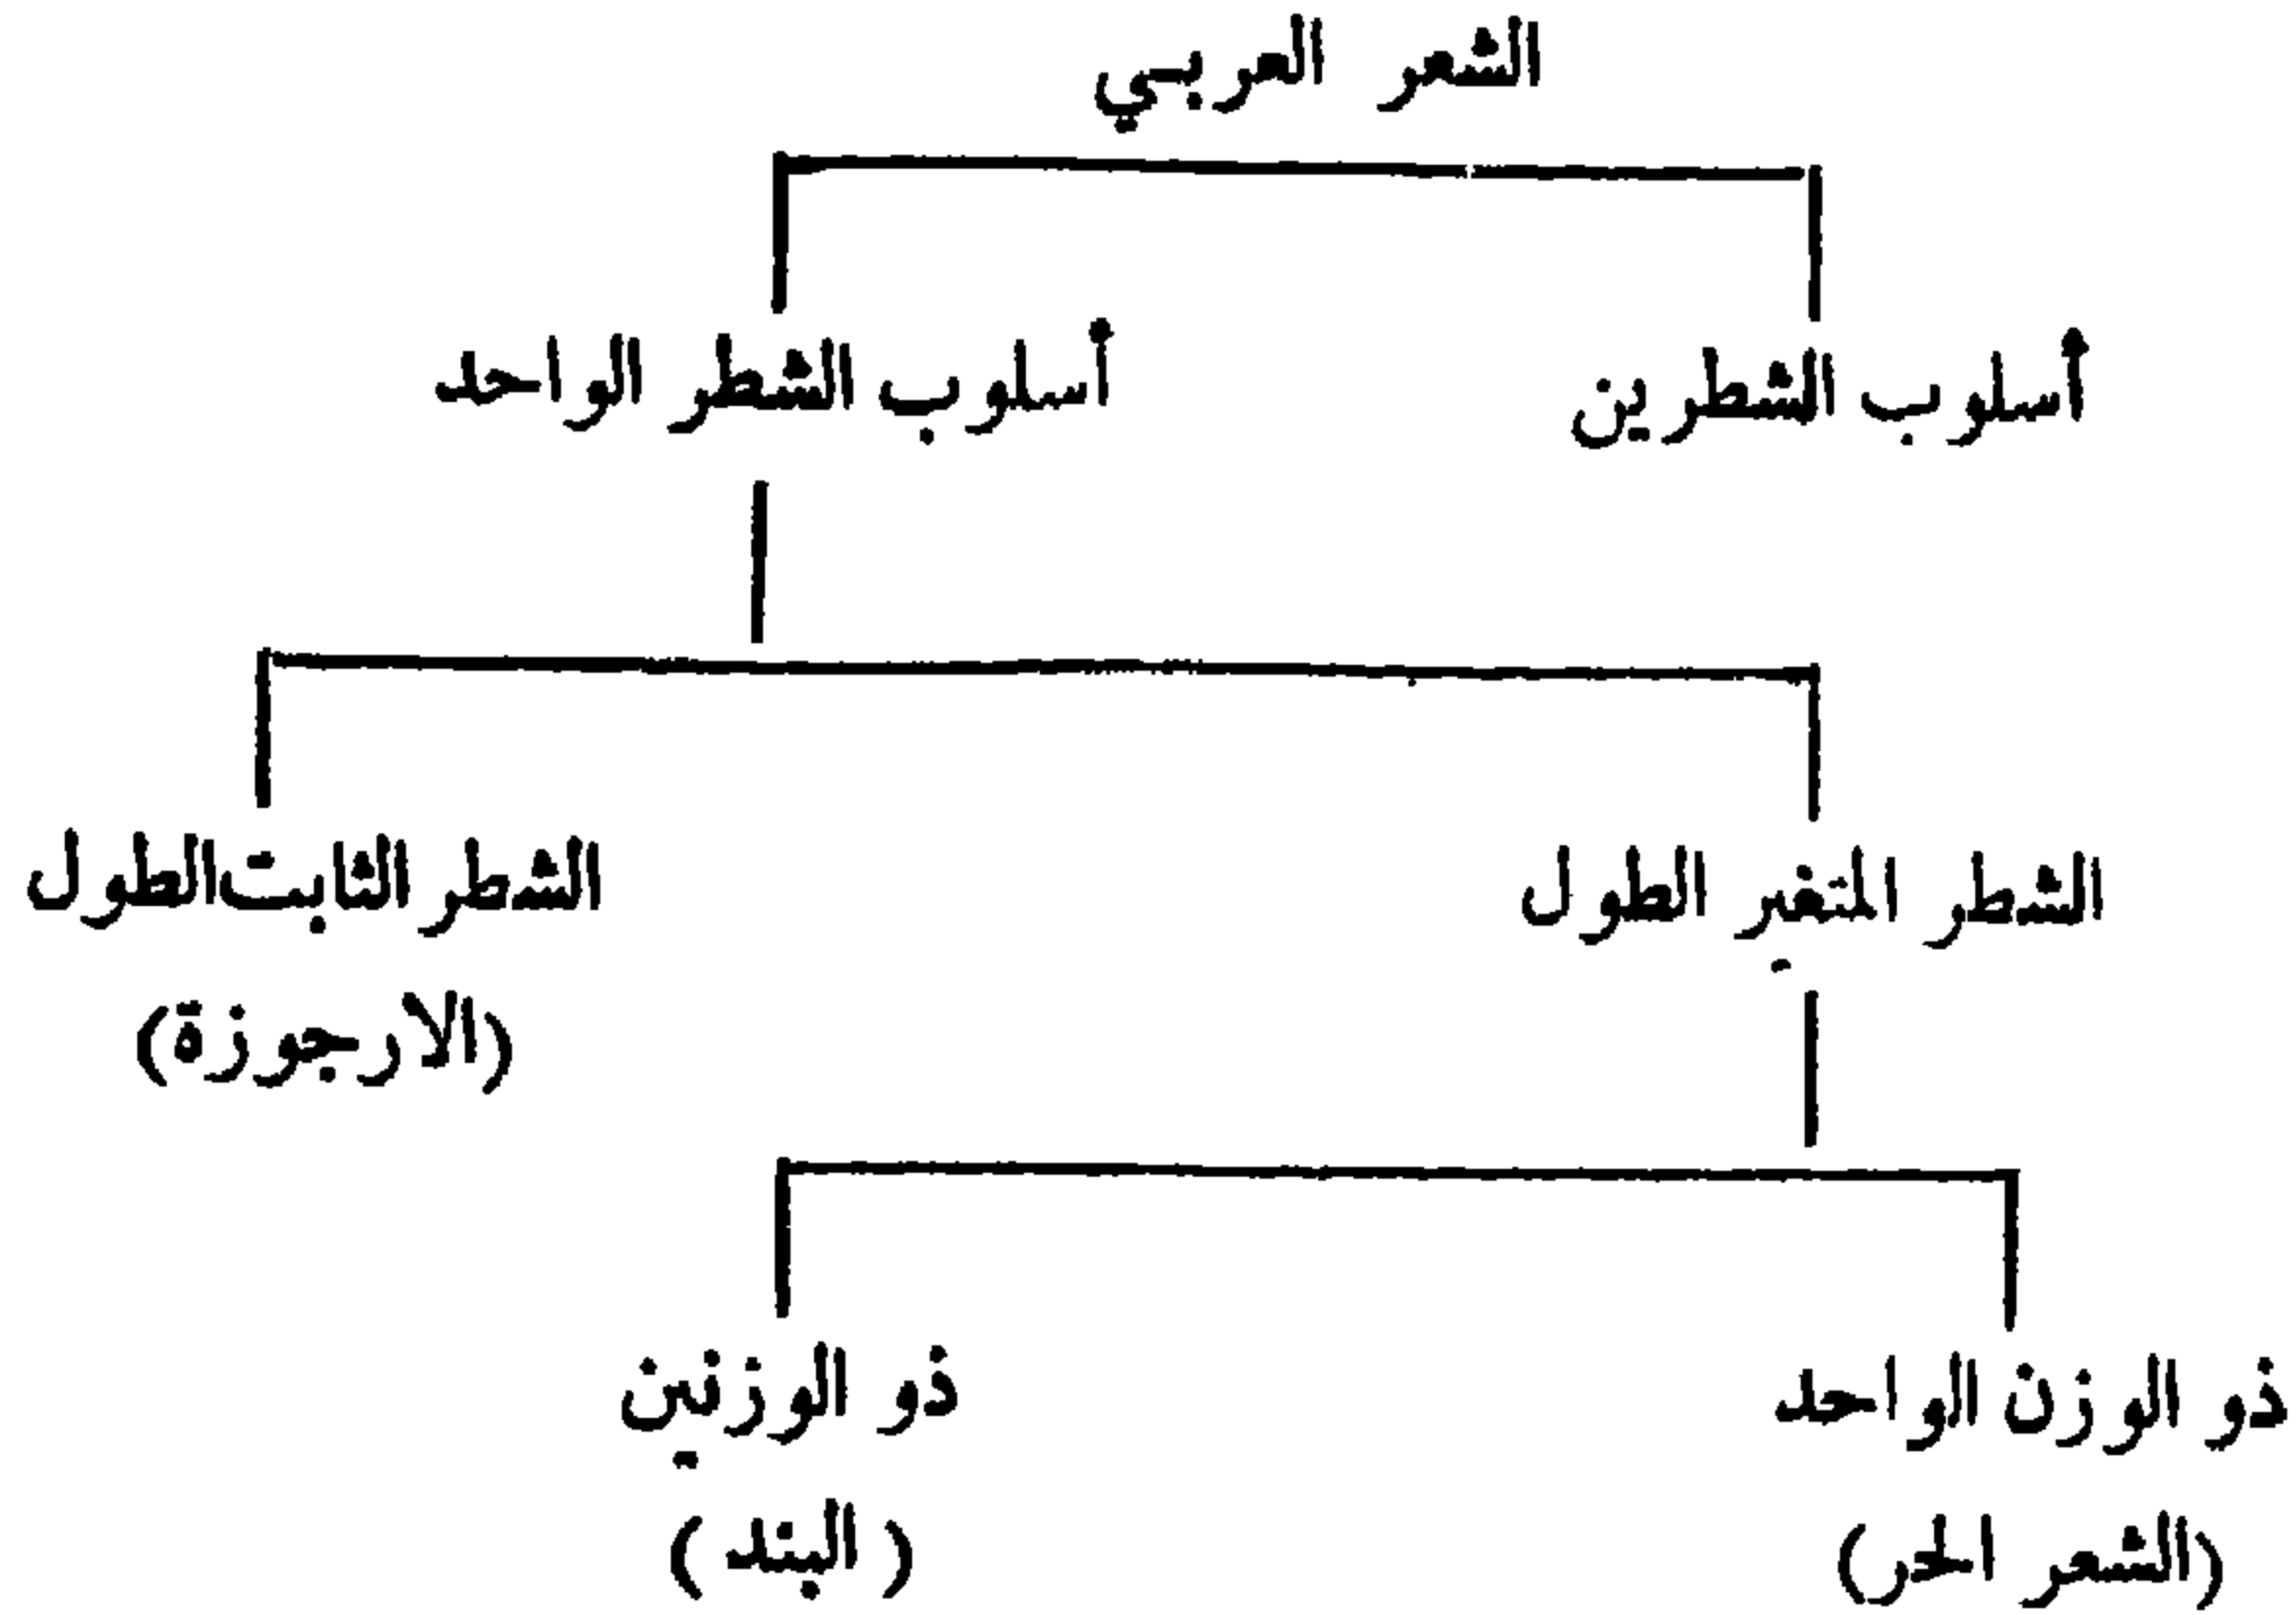 الشعر العربي
أسلوب الشطرين
أسلوب الشطر الواحد
الشطر المتغير الطول
الشطر الثابت الطول
(الارجوزة)
ذو الوزن الواحد
(الشعر الحر)
ذو الوزنين
( البند )